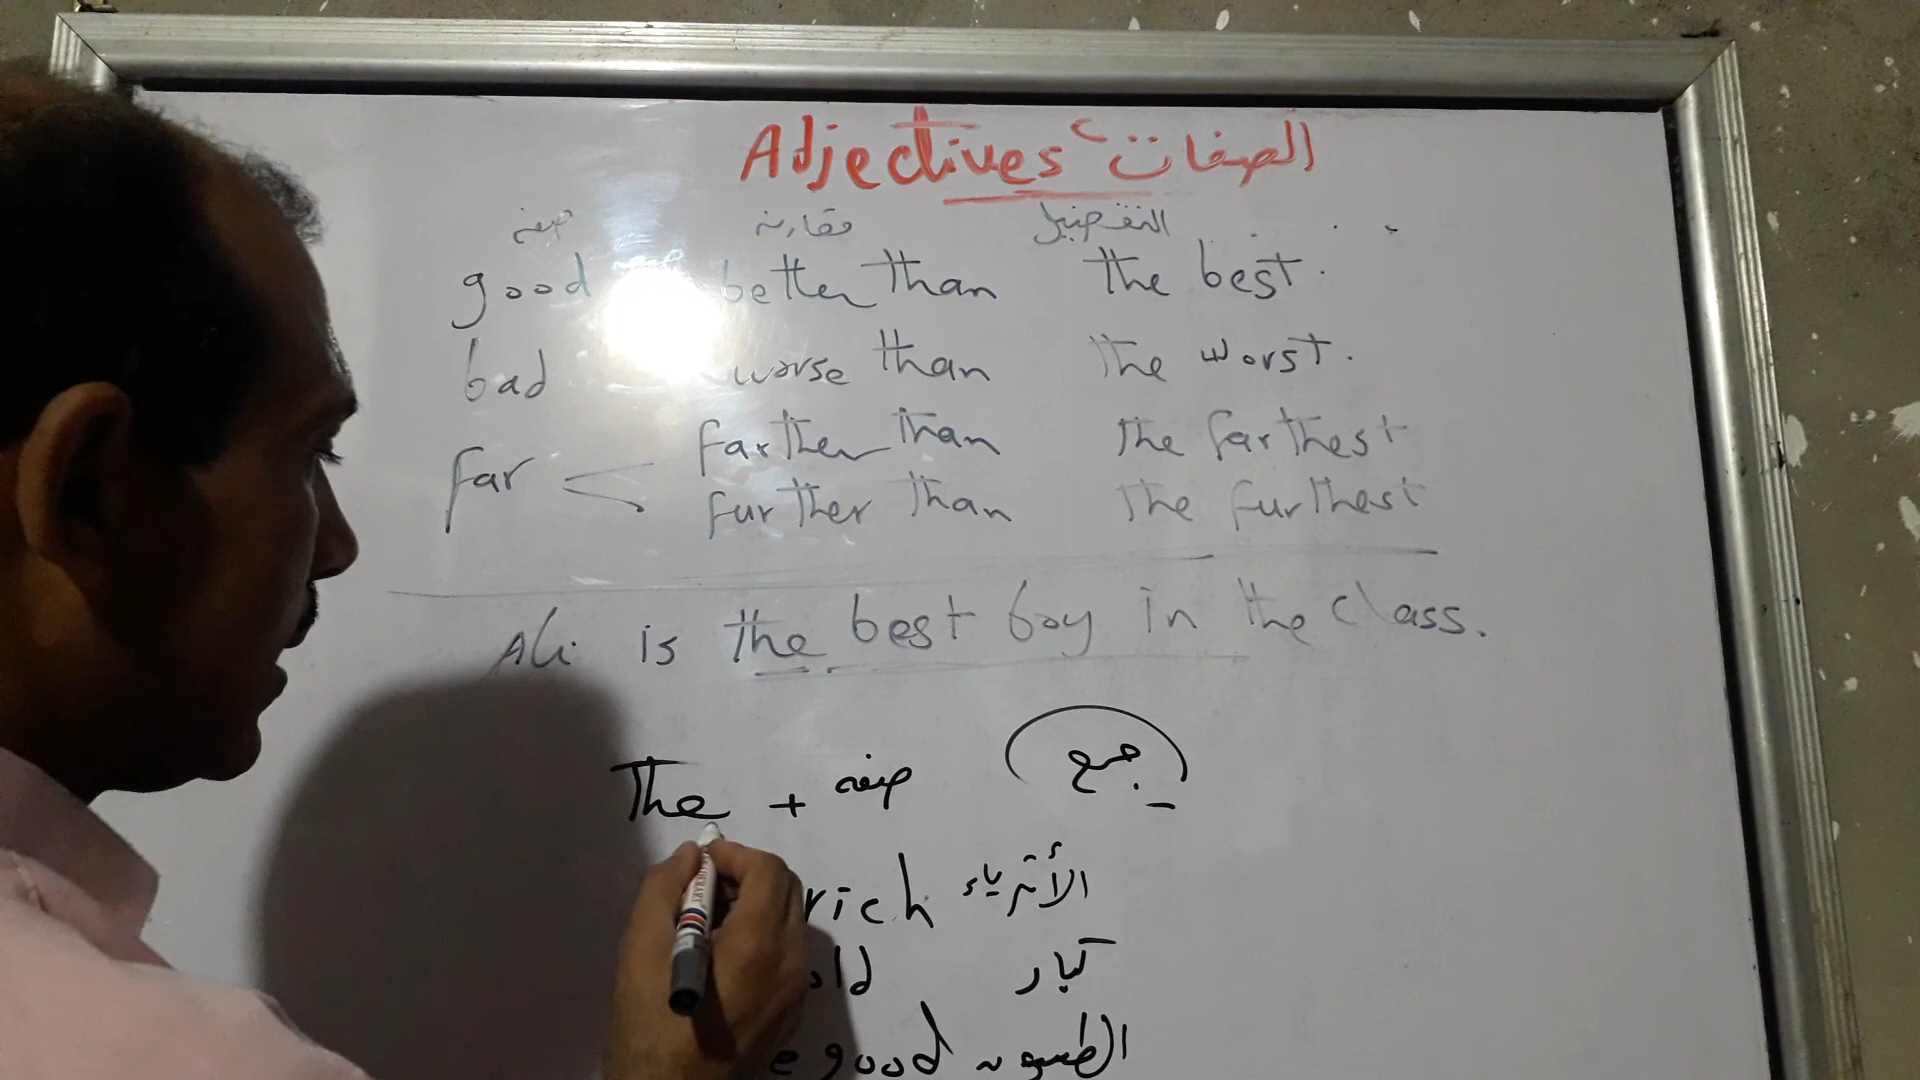 Adjectives الصفات
صفة مقارنة التفضيل
good better than the best.
bad worse than the worst.
far farther than the farthest
further than the furthest
Ali is the best boy in the class.
The + صفة جمع
rich الأثرياء
old كبار
e good الطيبون